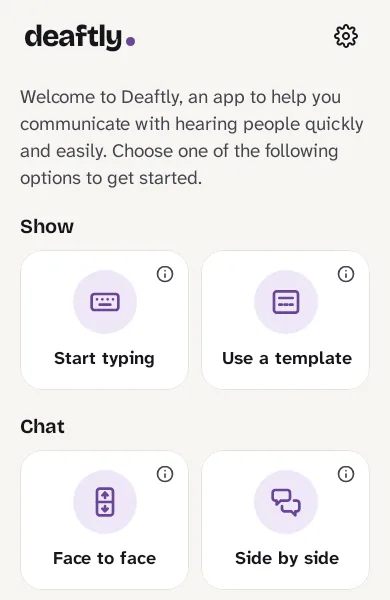 deaftly
Welcome to Deaftly, an app to help you
communicate with hearing people quickly
and easily. Choose one of the following
options to get started.
Show
Start typing
Use a template
Chat
Face to face
Side by side